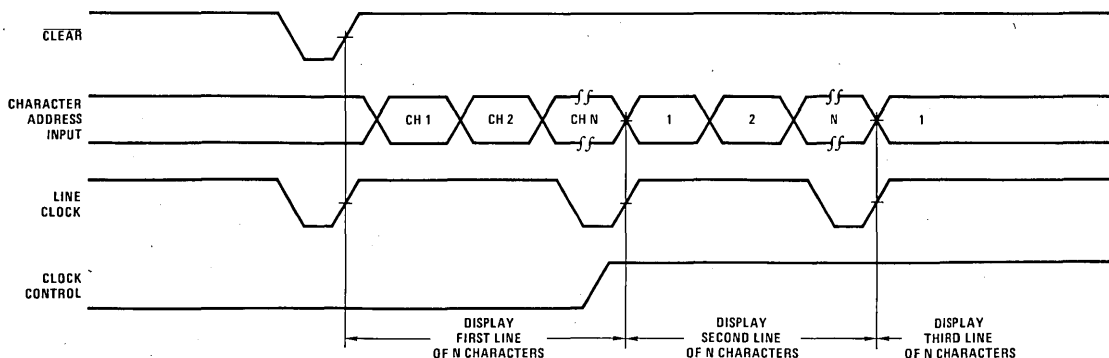 CLEAR
CHARACTER
ADDRESS
INPUT
CH 1 CH 2 CH N 1 2 N 1
LINE
CLOCK
CLOCK
CONTROL
DISPLAY
FIRST LINE
OF N CHARACTERS
DISPLAY
SECOND LINE
OF N CHARACTERS
DISPLAY
THIRD LINE
OF N CHARACTERS